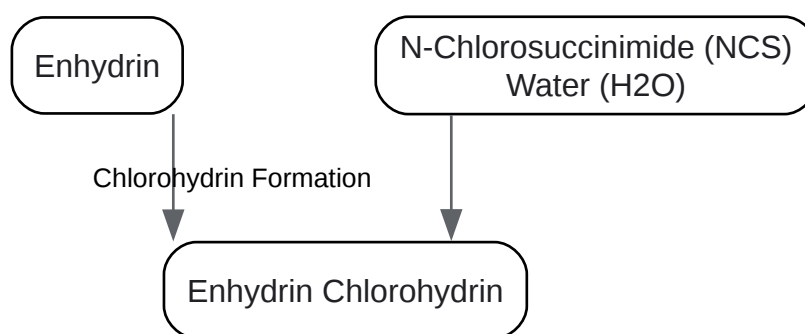 Enhydrin
N-Chlorosuccinimide (NCS)
Water (H2O)
Chlorohydrin Formation
Enhydrin Chlorohydrin